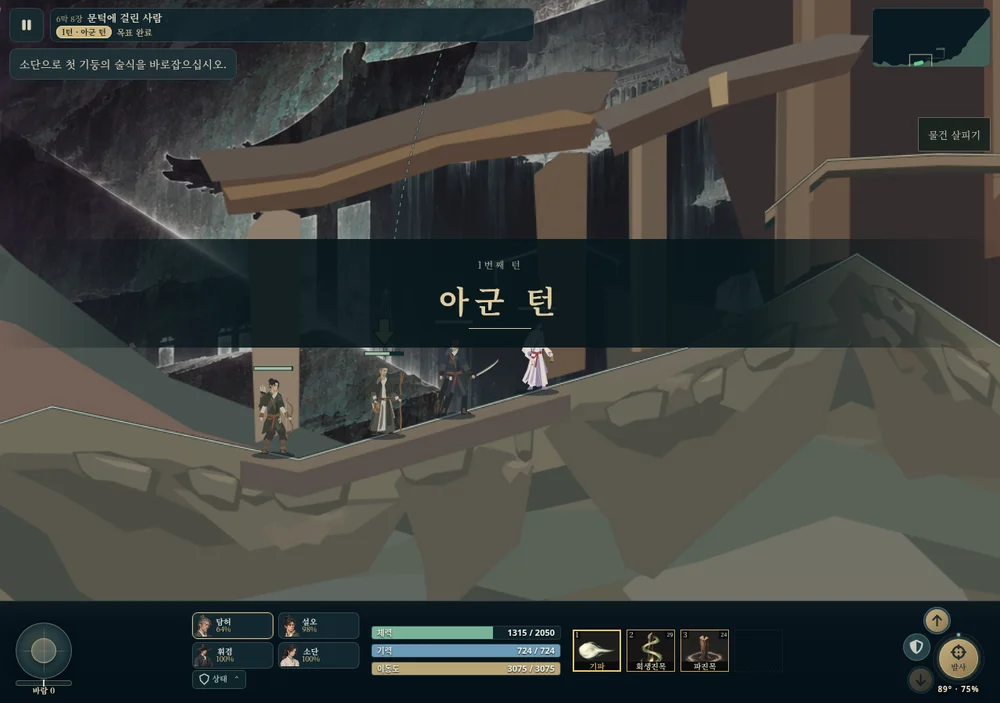 6막 8장 문턱에 걸린 사람
1턴 · 아군 턴 목표 완료
소단으로 첫 기둥의 술식을 바로잡으십시오.
물건 살피기
1번째 턴
아군 턴
담허
64%
설오
98%
휘겸
100%
소단
100%
상태
체력 1315 / 2050
기력 724 / 724
이동도 3075 / 3075
1
기파
2 29
회생진목
3 24
파진목
바람 0
발사
89° · 75%